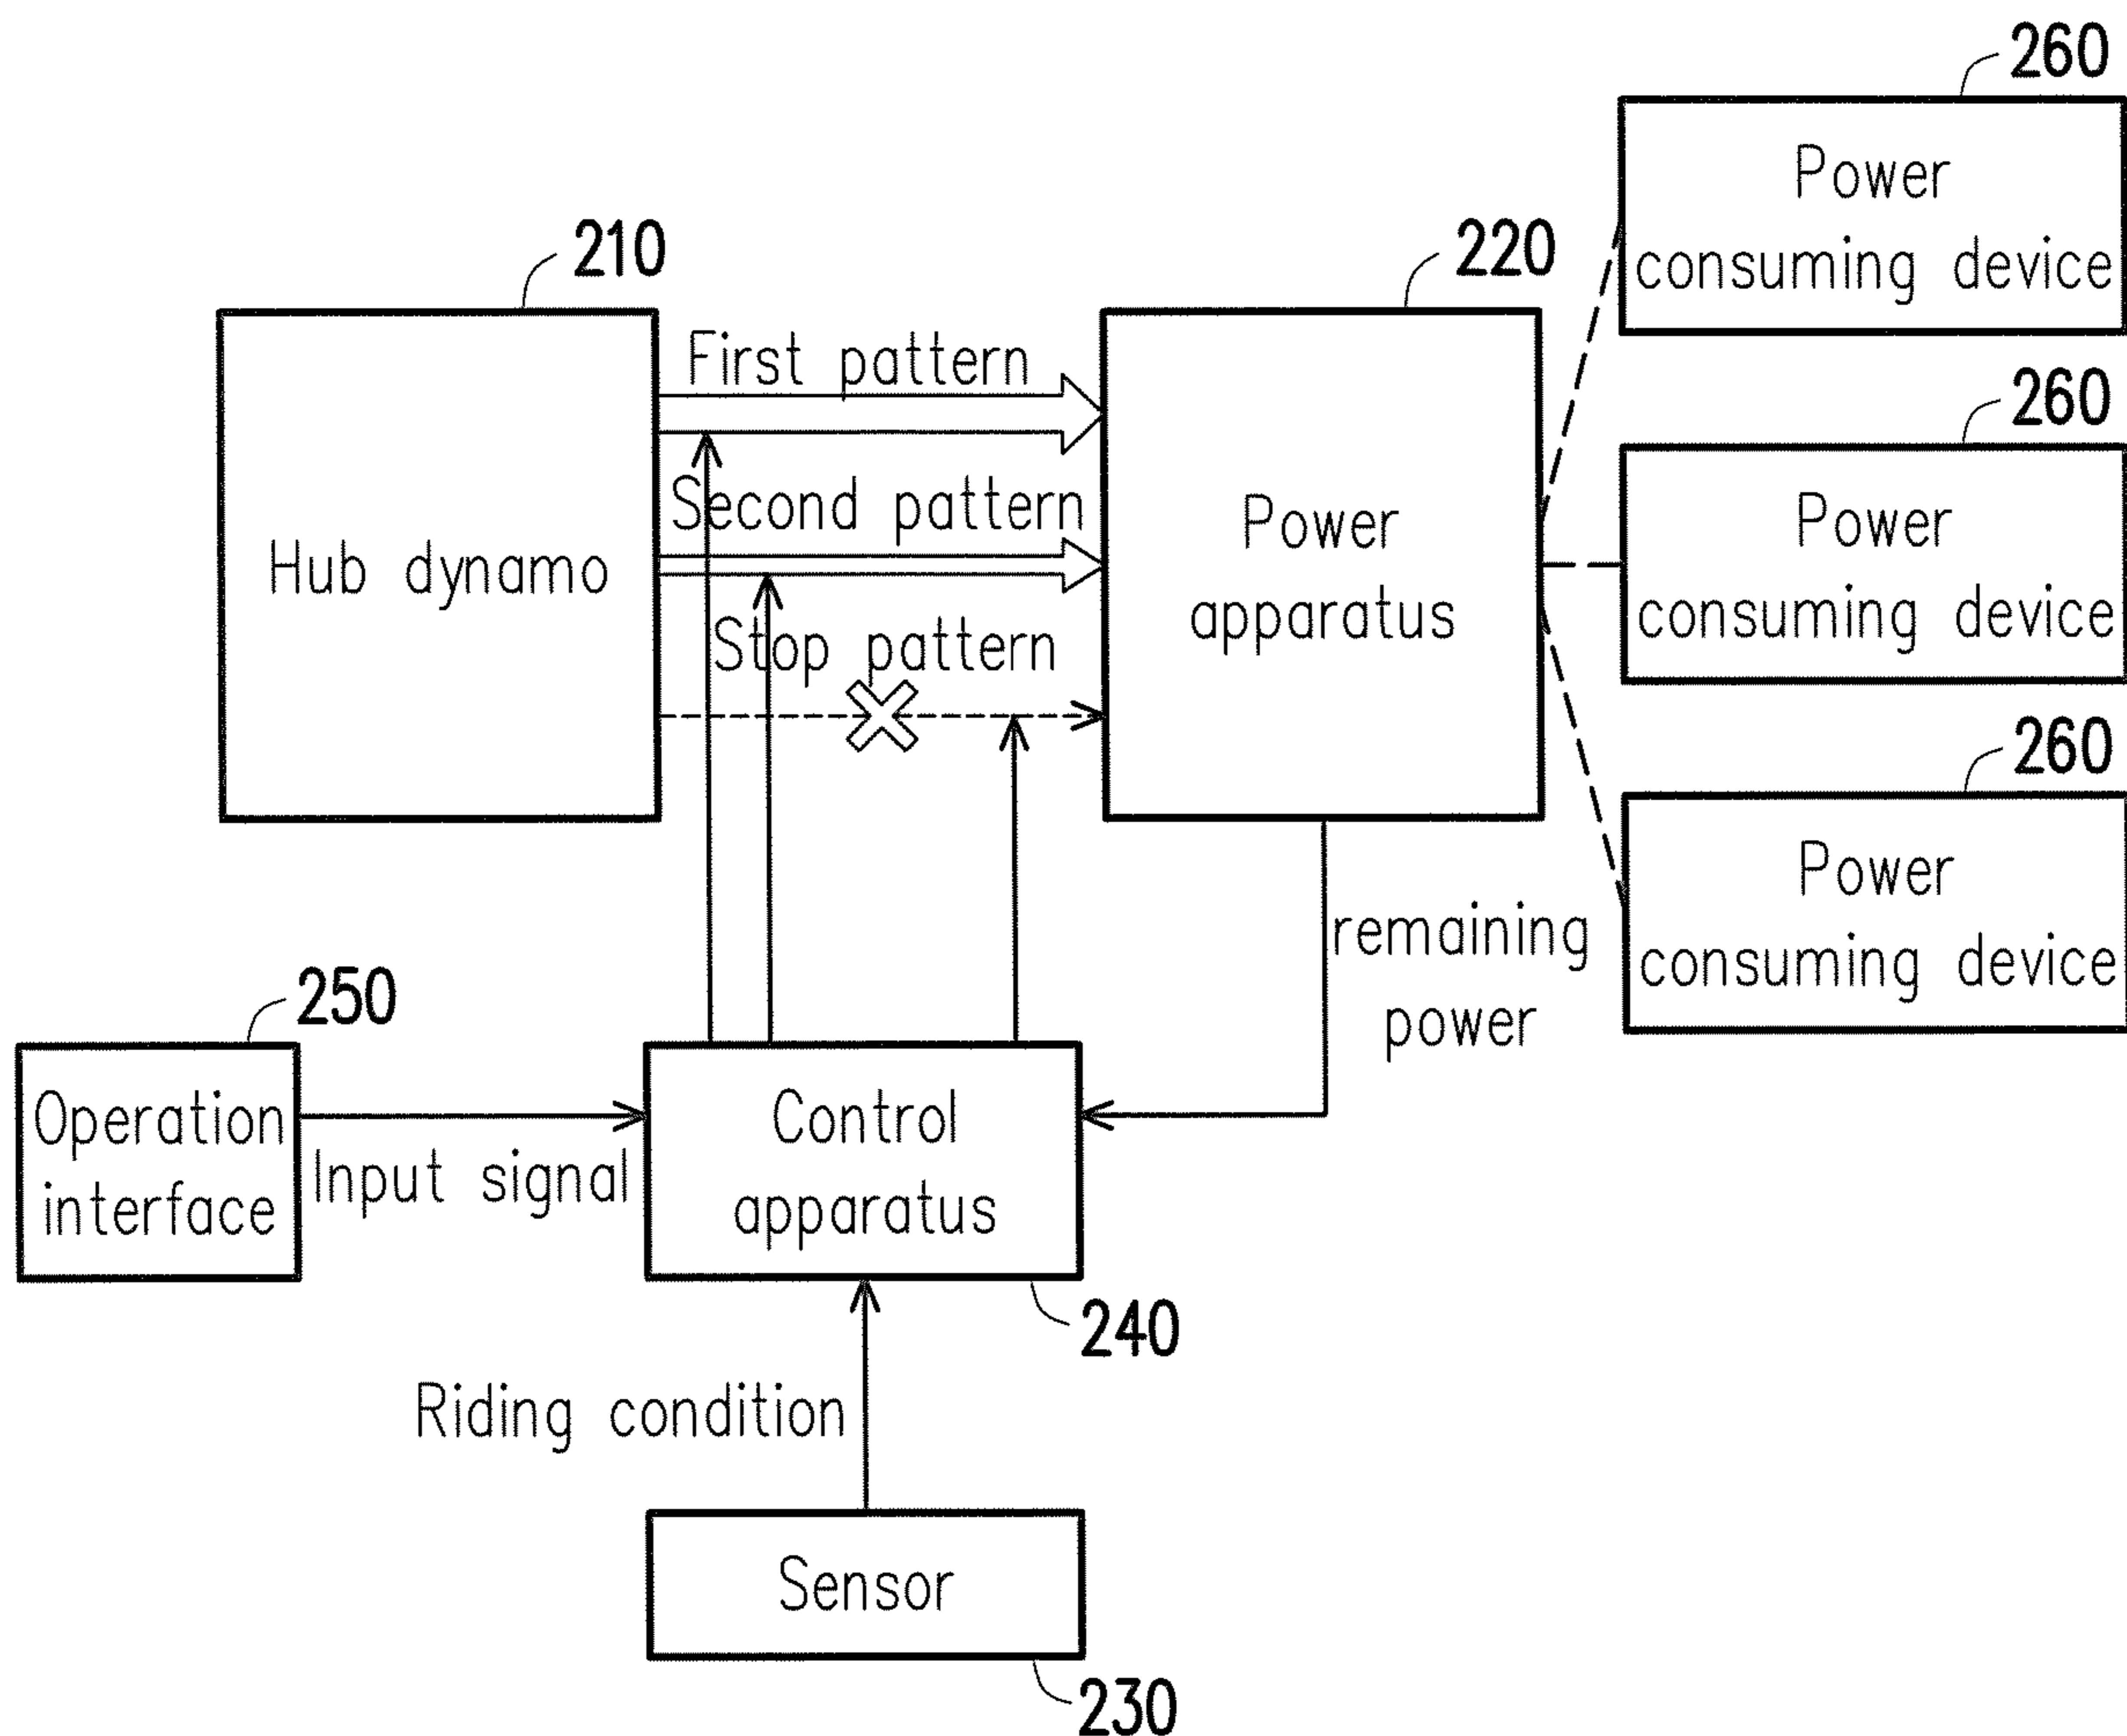 260
Power
consuming device
210
220
First pattern
Second pattern
Stop pattern
Hub dynamo
Power
apparatus
260
Power
consuming device
260
Power
consuming device
remaining
power
250
Operation
interface
Input signal
Control
apparatus
240
Riding condition
Sensor
230